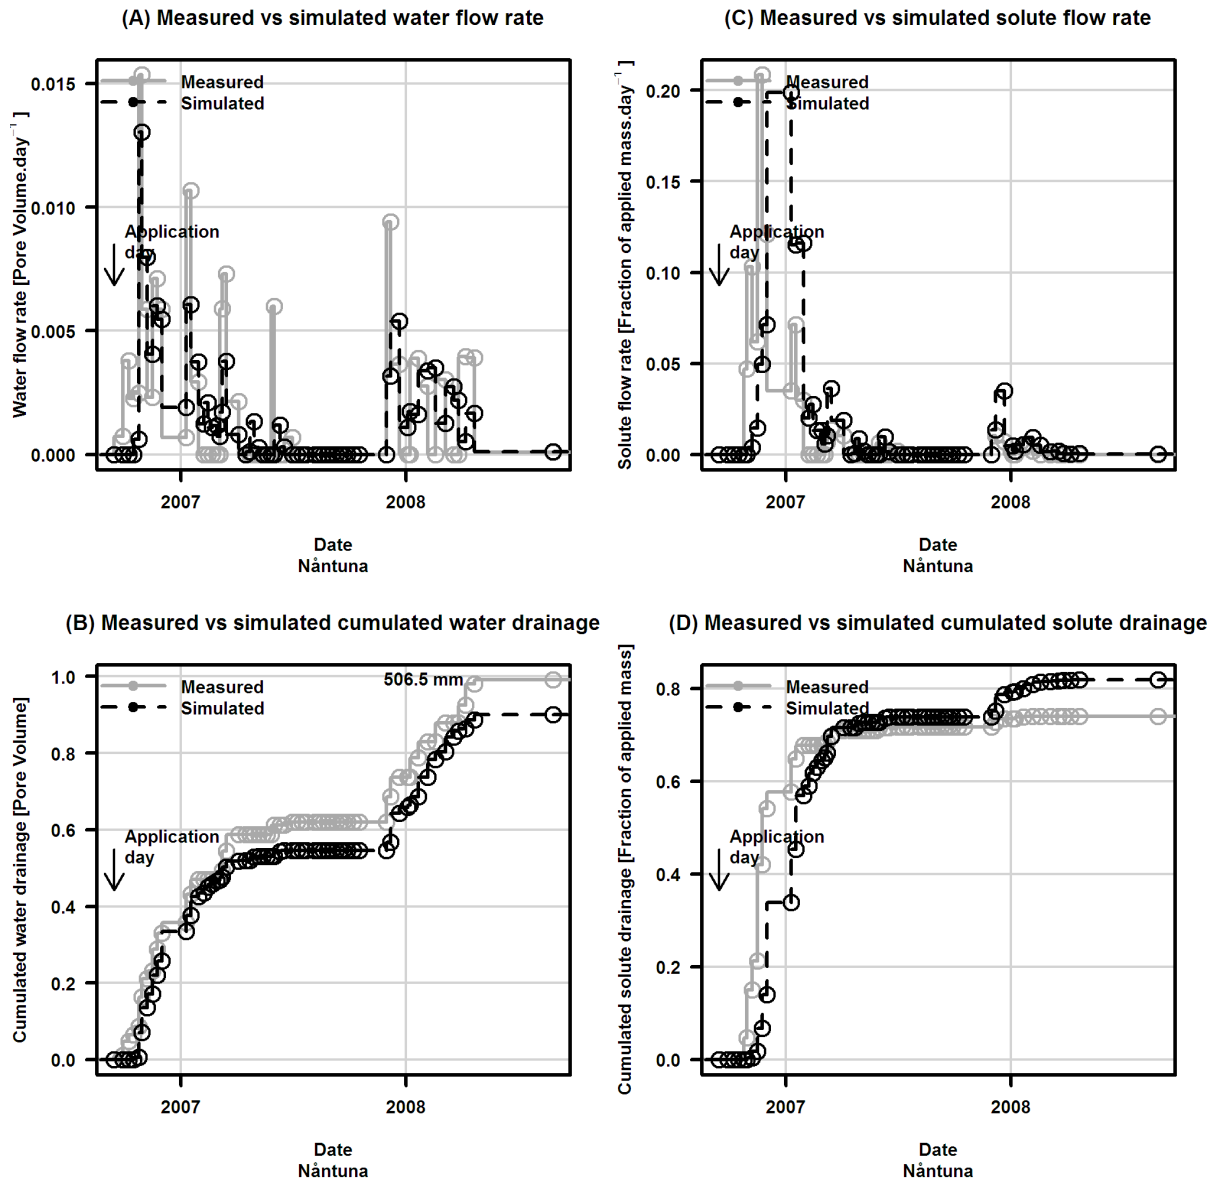 (A) Measured vs simulated water flow rate
Water flow rate [Pore Volume.day⁻¹ ]
0.015
0.010
0.005
0.000
Measured
Simulated
Application
day
2007
2008
Date
Nåntuna
(C) Measured vs simulated solute flow rate
Solute flow rate [Fraction of applied mass.day⁻¹ ]
0.20
0.15
0.10
0.05
0.00
Measured
Simulated
Application
day
2007
2008
Date
Nåntuna
(B) Measured vs simulated cumulated water drainage
Cumulated water drainage [Pore Volume]
1.0
0.8
0.6
0.4
0.2
0.0
Measured
Simulated
506.5 mm
Application
day
2007
2008
Date
Nåntuna
(D) Measured vs simulated cumulated solute drainage
Cumulated solute drainage [Fraction of applied mass]
0.8
0.6
0.4
0.2
0.0
Measured
Simulated
Application
day
2007
2008
Date
Nåntuna